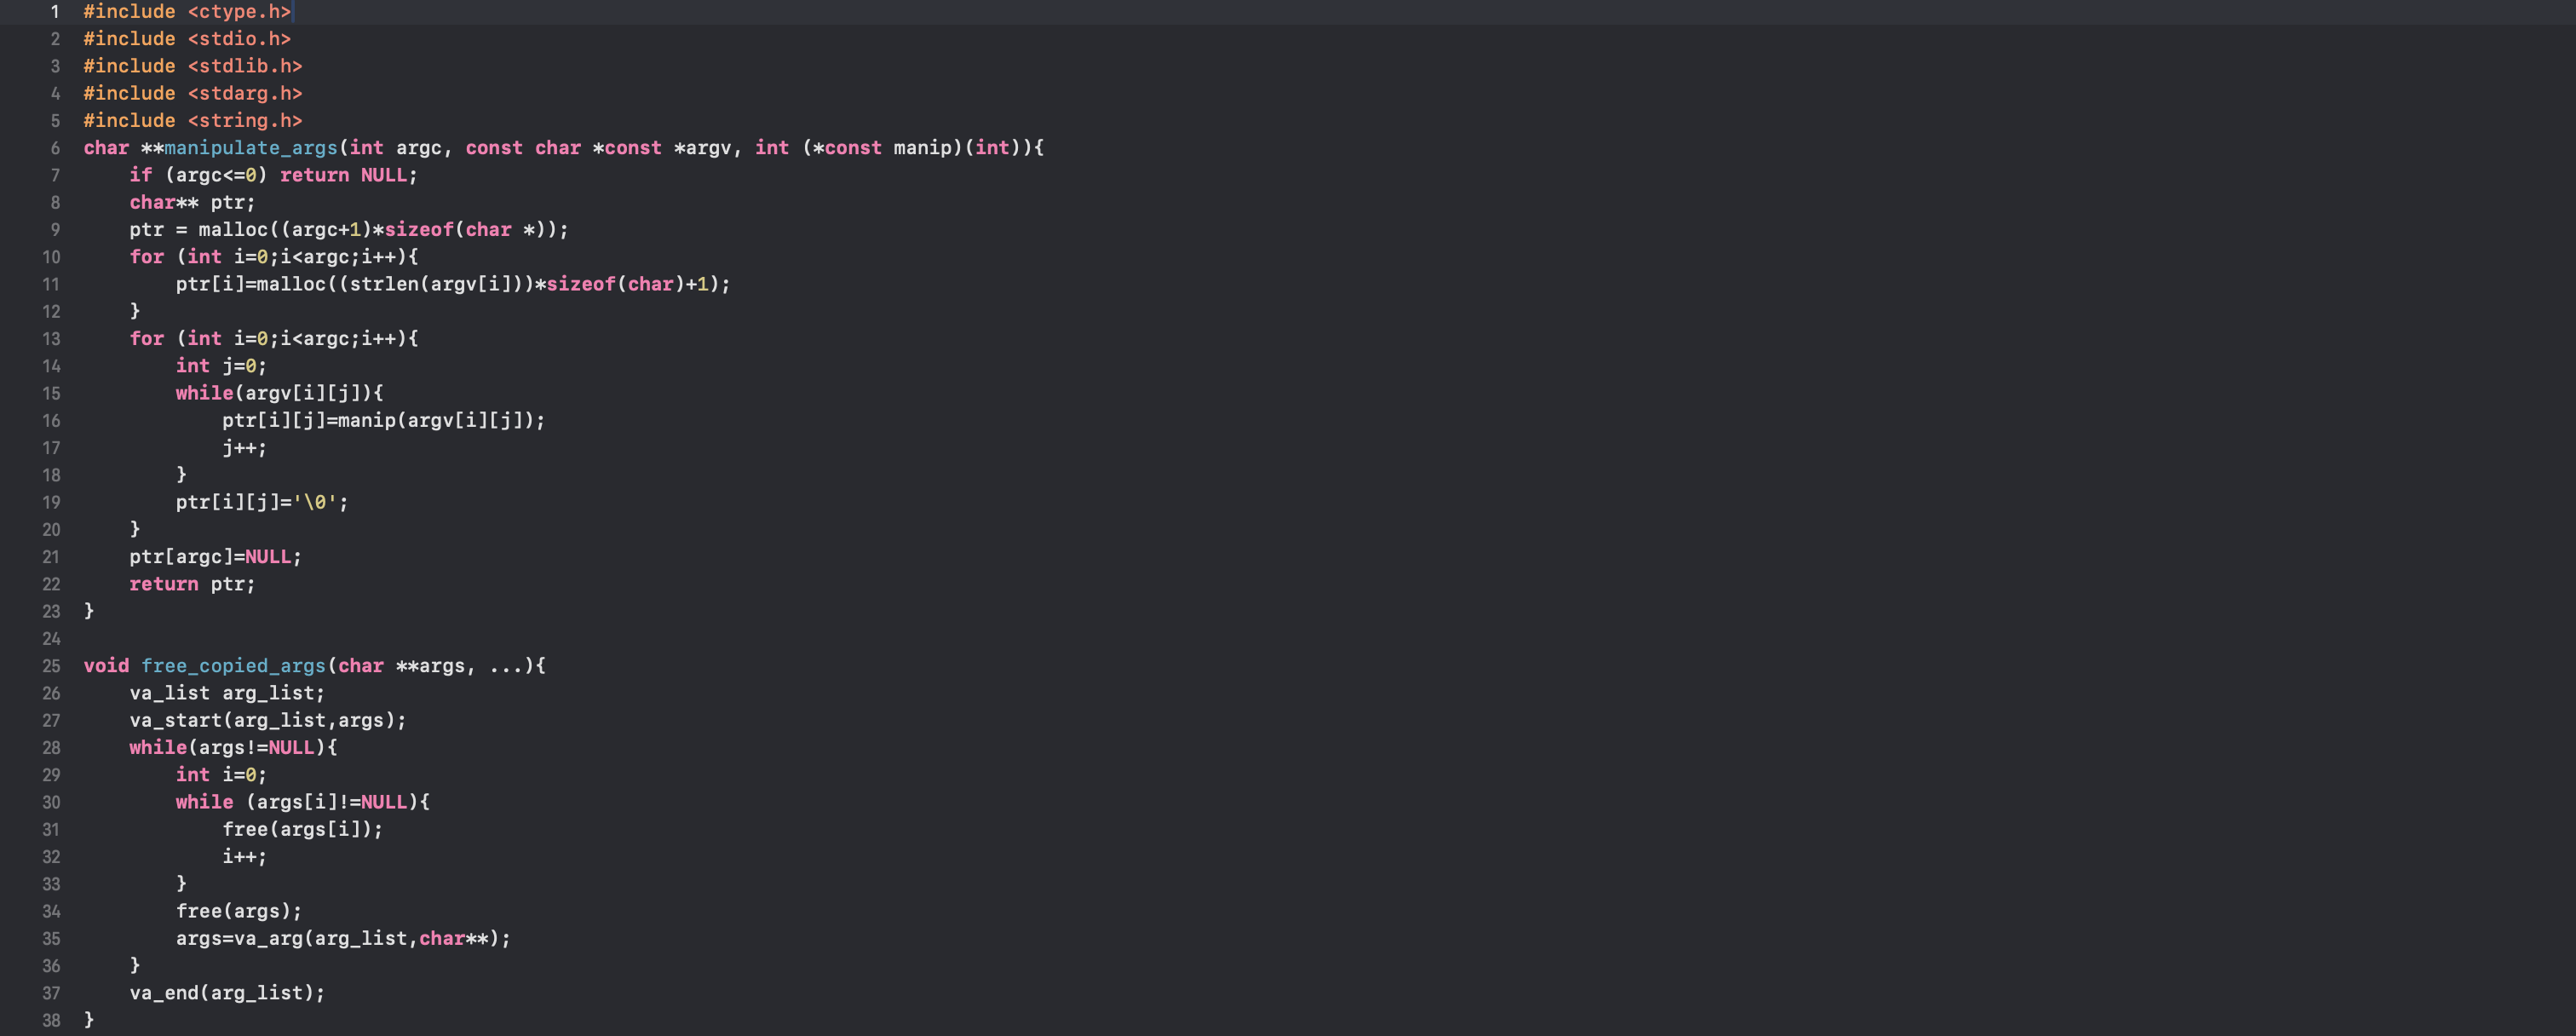 1 #include <ctype.h>
2 #include <stdio.h>
3 #include <stdlib.h>
4 #include <stdarg.h>
5 #include <string.h>
6 char **manipulate_args(int argc, const char *const *argv, int (*const manip)(int)){
7     if (argc<=0) return NULL;
8     char** ptr;
9     ptr = malloc((argc+1)*sizeof(char *));
10     for (int i=0;i<argc;i++){
11         ptr[i]=malloc((strlen(argv[i]))*sizeof(char)+1);
12     }
13     for (int i=0;i<argc;i++){
14         int j=0;
15         while(argv[i][j]){
16             ptr[i][j]=manip(argv[i][j]);
17             j++;
18         }
19         ptr[i][j]='\0';
20     }
21     ptr[argc]=NULL;
22     return ptr;
23 }
24
25 void free_copied_args(char **args, ...){
26     va_list arg_list;
27     va_start(arg_list,args);
28     while(args!=NULL){
29         int i=0;
30         while (args[i]!=NULL){
31             free(args[i]);
32             i++;
33         }
34         free(args);
35         args=va_arg(arg_list,char**);
36     }
37     va_end(arg_list);
38 }